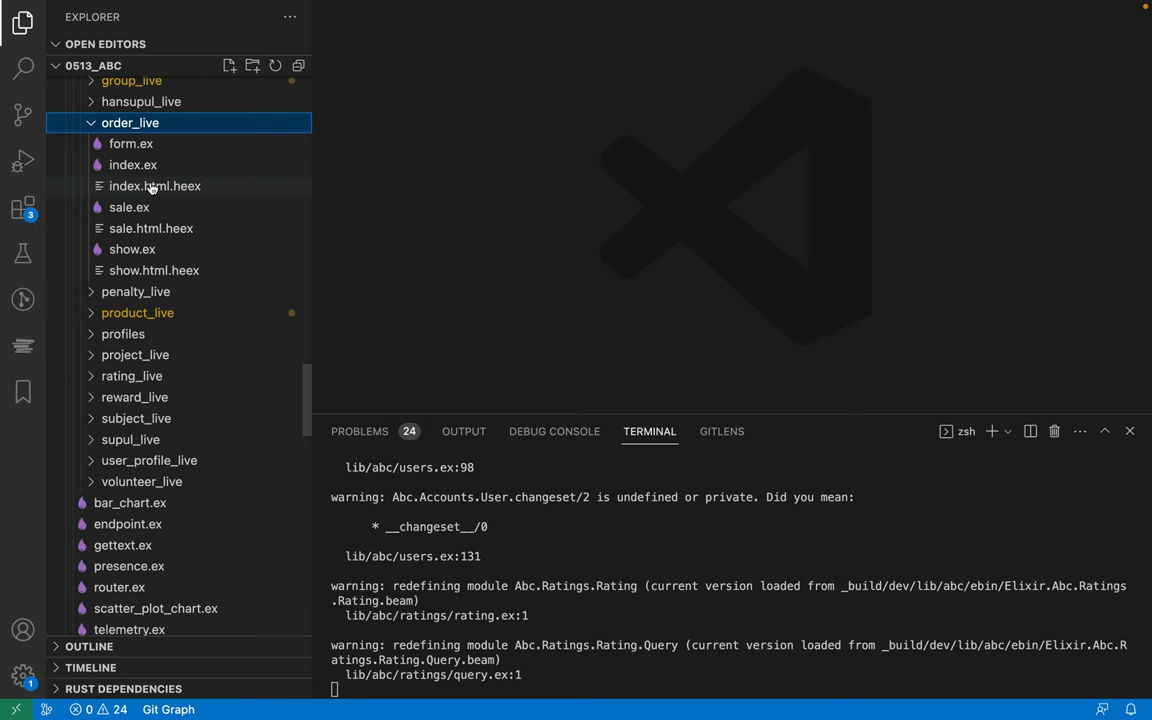 EXPLORER
OPEN EDITORS
0513_ABC
group_live
hansupul_live
order_live
form.ex
index.ex
index.html.heex
sale.ex
sale.html.heex
show.ex
show.html.heex
penalty_live
product_live
profiles
project_live
rating_live
reward_live
subject_live
supul_live
user_profile_live
volunteer_live
bar_chart.ex
endpoint.ex
gettext.ex
presence.ex
router.ex
scatter_plot_chart.ex
telemetry.ex
OUTLINE
TIMELINE
RUST DEPENDENCIES
3
1
PROBLEMS 24 OUTPUT DEBUG CONSOLE TERMINAL GITLENS zsh
lib/abc/users.ex:98
warning: Abc.Accounts.User.changeset/2 is undefined or private. Did you mean:
* __changeset__/0
lib/abc/users.ex:131
warning: redefining module Abc.Ratings.Rating (current version loaded from _build/dev/lib/abc/ebin/Elixir.Abc.Ratings
.Rating.beam)
lib/abc/ratings/rating.ex:1
warning: redefining module Abc.Ratings.Rating.Query (current version loaded from _build/dev/lib/abc/ebin/Elixir.Abc.R
atings.Rating.Query.beam)
lib/abc/ratings/query.ex:1
0 24 Git Graph